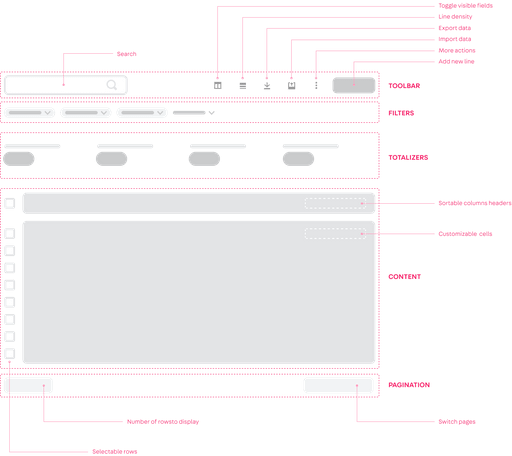 Toggle visible fields
Line density
Export data
Import data
More actions
Add new line
Search
TOOLBAR
FILTERS
TOTALIZERS
Sortable columns headers
Customizable cells
CONTENT
PAGINATION
Number of rowsto display
Switch pages
Selectable rows